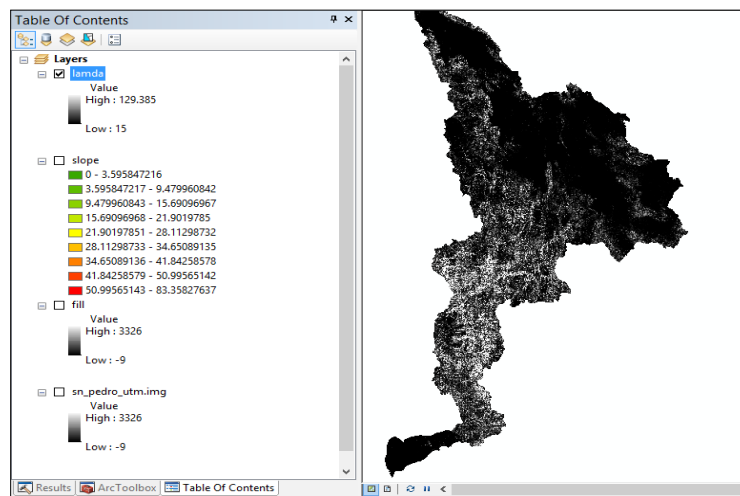 Table Of Contents
Layers
lamda
Value
High : 129.385
Low : 15
slope
0 - 3.595847216
3.595847217 - 9.479960842
9.479960843 - 15.69096967
15.69096968 - 21.9019785
21.90197851 - 28.11298732
28.11298733 - 34.65089135
34.65089136 - 41.84258578
41.84258579 - 50.99565142
50.99565143 - 83.35827637
fill
Value
High : 3326
Low : -9
sn_pedro_utm.img
Value
High : 3326
Low : -9
Results ArcToolbox Table Of Contents